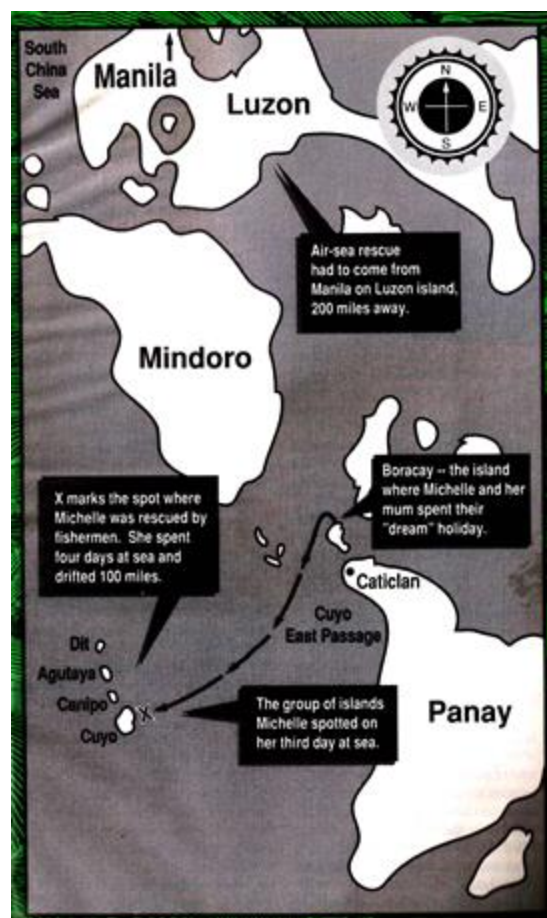 South
China
Sea
Manila
Luzon
N
W
E
S
Air-sea rescue
had to come from
Manila on Luzon island,
200 miles away.
Mindoro
Boracay -- the island
where Michelle and her
mum spent their
"dream" holiday.
X marks the spot where
Michelle was rescued by
fishermen. She spent
four days at sea and
drifted 100 miles.
Caticlan
Cuyo
East Passage
Dit
Agutaya
Canipo
Cuyo
X
The group of islands
Michelle spotted on
her third day at sea.
Panay